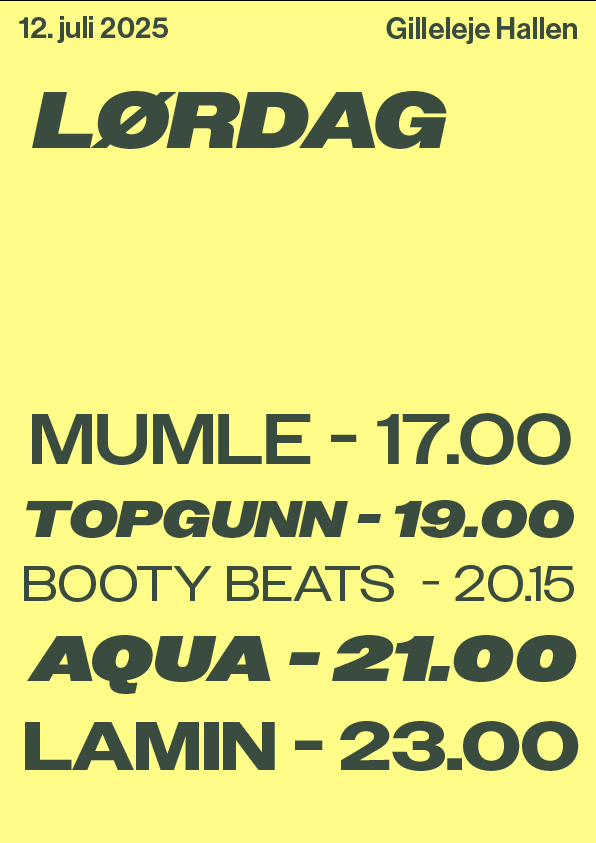 12. juli 2025 Gilleleje Hallen
LØRDAG
MUMLE - 17.00
TOPGUNN - 19.00
BOOTY BEATS - 20.15
AQUA - 21.00
LAMIN - 23.00